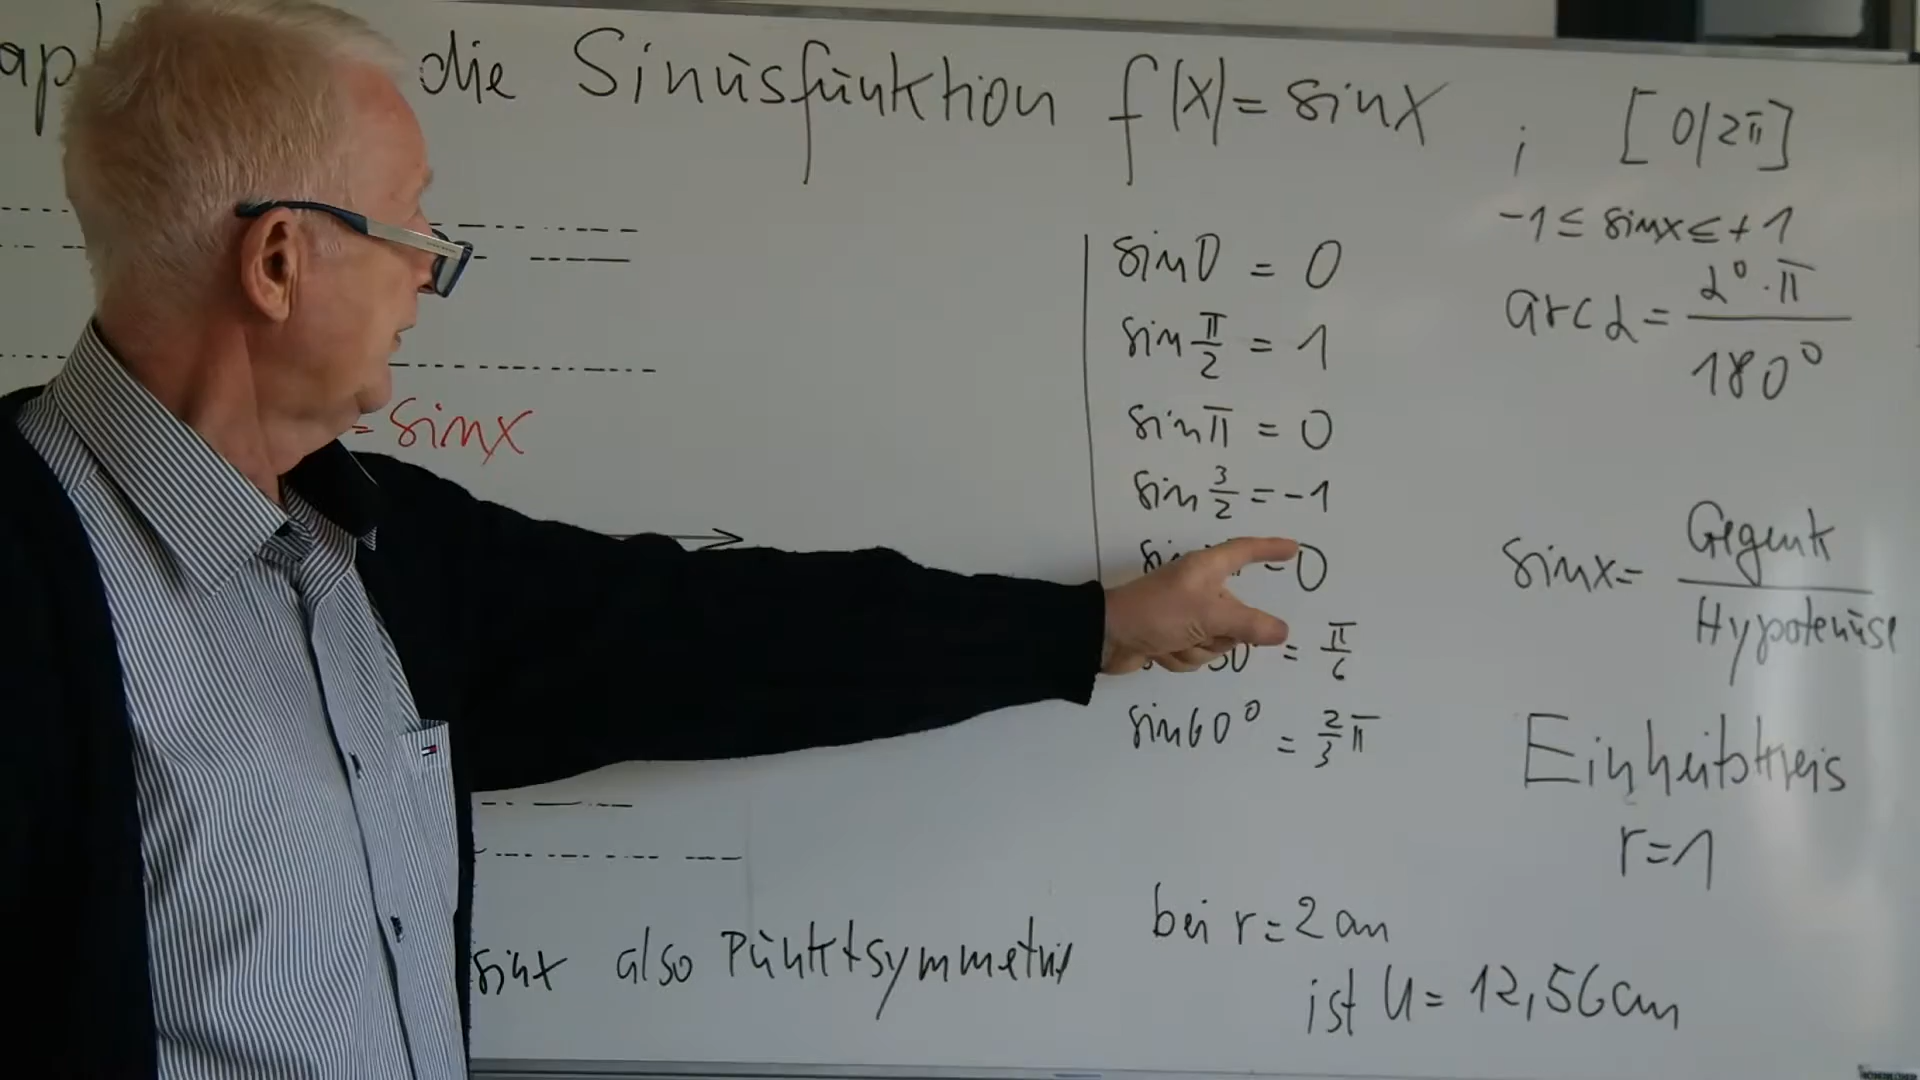 die Sinusfunktion f(x) = sinx ; [0/2π]
-1 ≤ sinx ≤ +1
arc α = α° · π / 180°
= sinx
sin 0 = 0
sin π/2 = 1
sin π = 0
sin 3/2 = -1
= 0
30° = π/6
sin 60° = 2/3 π
sinx = Gegenk / Hypotenuse
Einheitskreis
r = 1
bei r = 2 cm
ist U = 12,56 cm
sinx also Punktsymmetrie